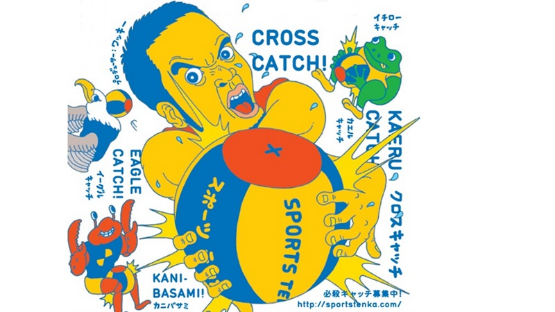 CROSS
CATCH!
イチロー
キャッチ
カエル
キャッチ
KAERU
CATCH
クロスキャッチ
EAGLE
CATCH!
イーグル
キャッチ
スポーツ
SPORTS TE
KANI-
BASAMI!
カニバサミ
必殺キャッチ募集中!
http://sportstenka.com/